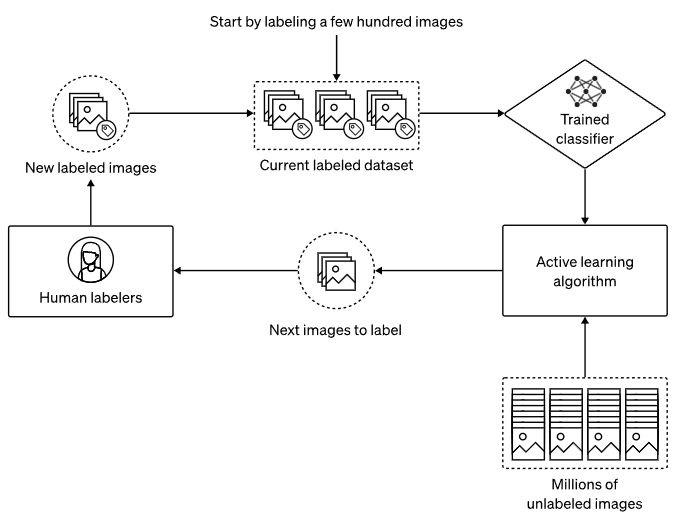 Start by labeling a few hundred images
Trained
classifier
New labeled images
Current labeled dataset
Active learning
algorithm
Human labelers
Next images to label
Millions of
unlabeled images